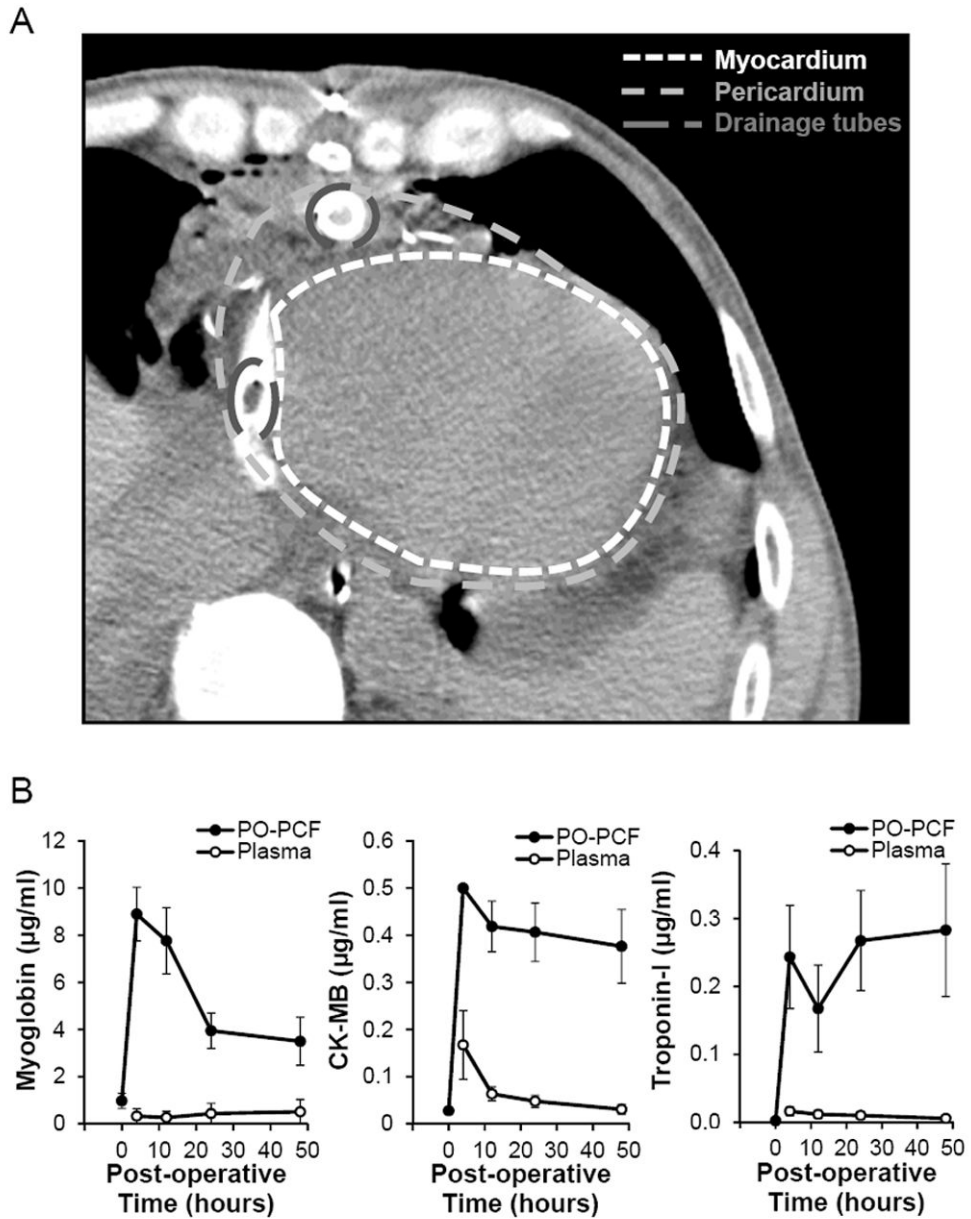 A
Myocardium
Pericardium
Drainage tubes
B
PO-PCF
Plasma
12
10
8
6
4
2
0
Myoglobin (µg/ml)
0 10 20 30 40 50
Post-operative
Time (hours)
PO-PCF
Plasma
0.6
0.5
0.4
0.3
0.2
0.1
0
CK-MB (µg/ml)
0 10 20 30 40 50
Post-operative
Time (hours)
PO-PCF
Plasma
0.4
0.3
0.2
0.1
0.0
Troponin-I (µg/ml)
0 10 20 30 40 50
Post-operative
Time (hours)